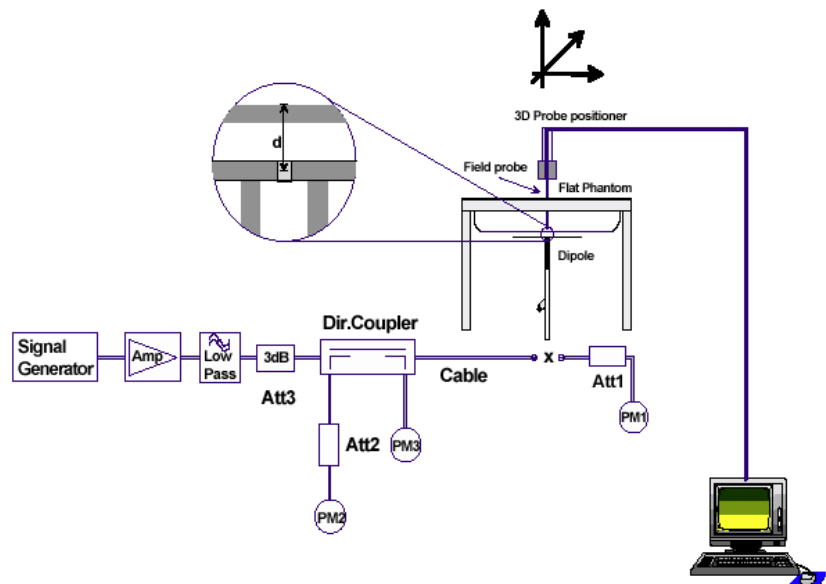 3D Probe positioner
d
Field probe
Flat Phantom
Dipole
Dir.Coupler
Signal
Generator
Amp
Low
Pass
3dB
Cable
x
Att1
Att3
PM1
Att2
PM3
PM2